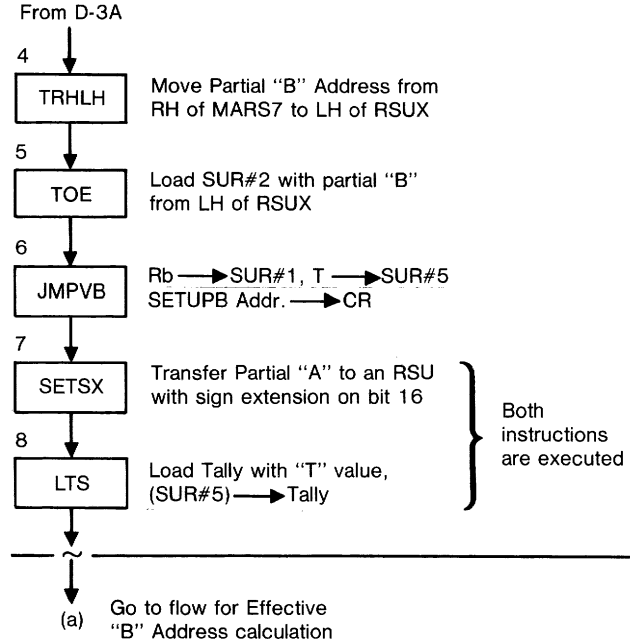 From D-3A
4
TRHLH
Move Partial “B” Address from
RH of MARS7 to LH of RSUX
5
TOE
Load SUR#2 with partial “B”
from LH of RSUX
6
JMPVB
Rb → SUR#1, T → SUR#5
SETUPB Addr. → CR
7
SETSX
Transfer Partial “A” to an RSU
with sign extension on bit 16
8
LTS
Load Tally with “T” value,
(SUR#5) → Tally
Both
instructions
are executed
~
(a)
Go to flow for Effective
“B” Address calculation